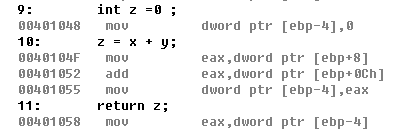 9:       int z =0 ;
00401048   mov         dword ptr [ebp-4],0
10:      z = x + y;
0040104F   mov         eax,dword ptr [ebp+8]
00401052   add         eax,dword ptr [ebp+0Ch]
00401055   mov         dword ptr [ebp-4],eax
11:      return z;
00401058   mov         eax,dword ptr [ebp-4]